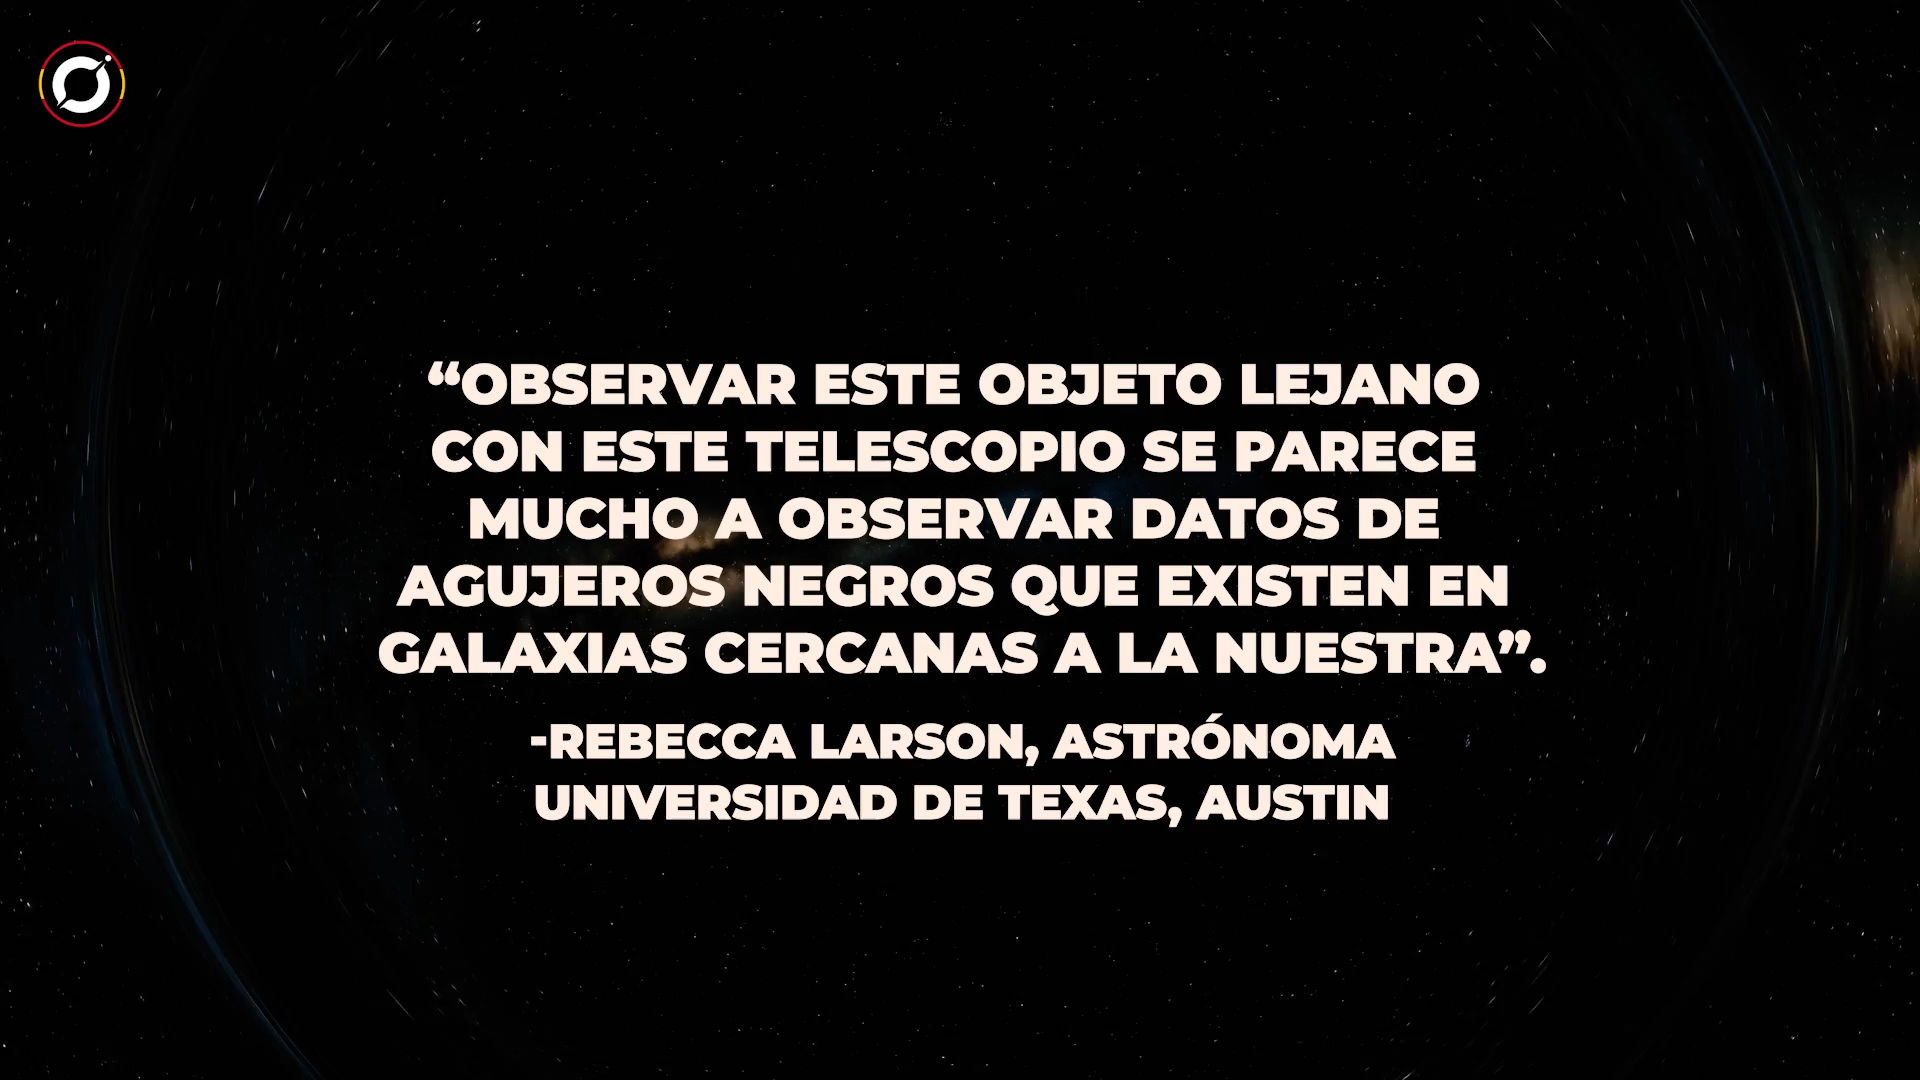 “OBSERVAR ESTE OBJETO LEJANO
CON ESTE TELESCOPIO SE PARECE
MUCHO A OBSERVAR DATOS DE
AGUJEROS NEGROS QUE EXISTEN EN
GALAXIAS CERCANAS A LA NUESTRA”.
-REBECCA LARSON, ASTRÓNOMA
UNIVERSIDAD DE TEXAS, AUSTIN